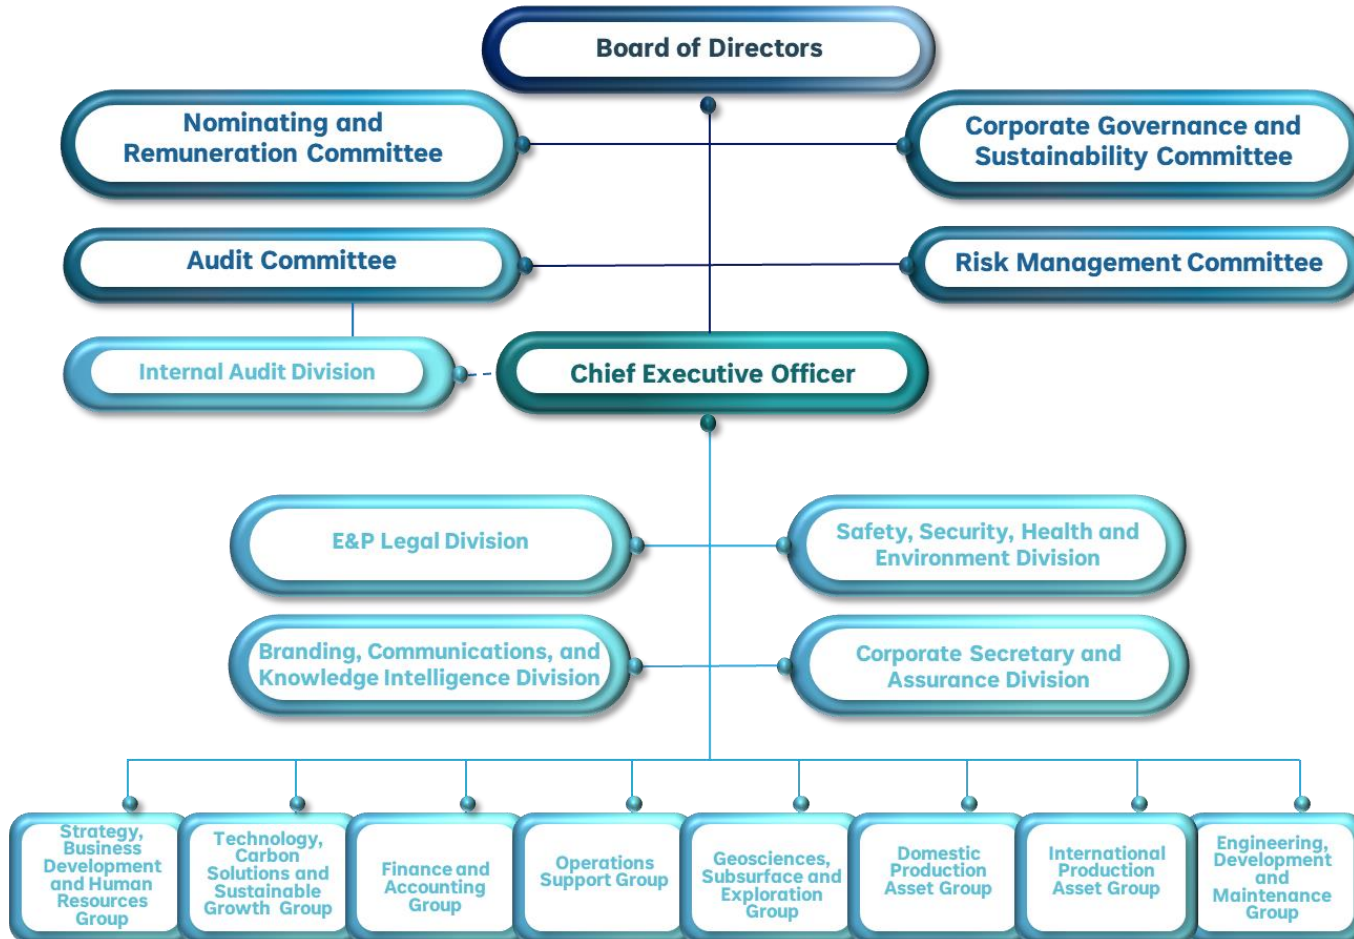 Board of Directors
Nominating and
Remuneration Committee
Corporate Governance and
Sustainability Committee
Audit Committee
Risk Management Committee
Internal Audit Division
Chief Executive Officer
E&P Legal Division
Safety, Security, Health and
Environment Division
Branding, Communications, and
Knowledge Intelligence Division
Corporate Secretary and
Assurance Division
Strategy,
Business
Development
and Human
Resources
Group
Technology,
Carbon
Solutions and
Sustainable
Growth Group
Finance and
Accounting
Group
Operations
Support Group
Geosciences,
Subsurface and
Exploration
Group
Domestic
Production
Asset Group
International
Production
Asset Group
Engineering,
Development
and
Maintenance
Group